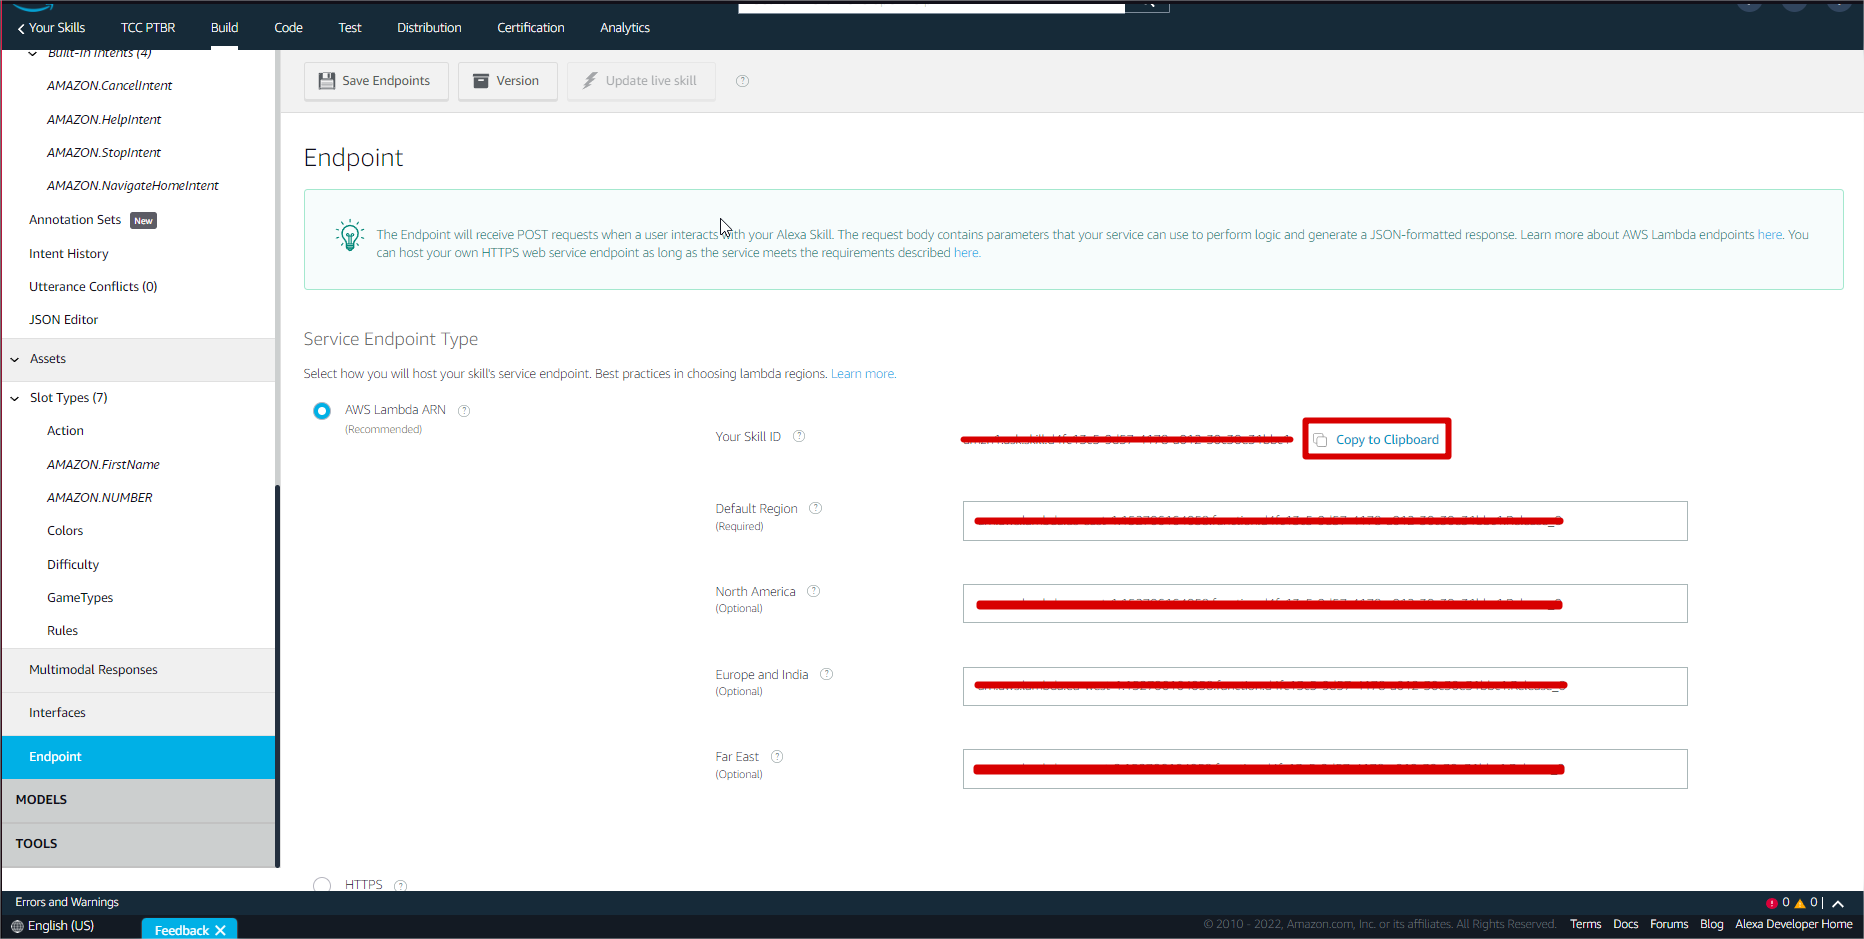 Your Skills
TCC PTBR
Build
Code
Test
Distribution
Certification
Analytics
Built-In Intents (4)
AMAZON.CancelIntent
AMAZON.HelpIntent
AMAZON.StopIntent
AMAZON.NavigateHomeIntent
Annotation Sets New
Intent History
Utterance Conflicts (0)
JSON Editor
Assets
Slot Types (7)
Action
AMAZON.FirstName
AMAZON.NUMBER
Colors
Difficulty
GameTypes
Rules
Multimodal Responses
Interfaces
Endpoint
MODELS
TOOLS
Save Endpoints
Version
Update live skill
Endpoint
The Endpoint will receive POST requests when a user interacts with your Alexa Skill. The request body contains parameters that your service can use to perform logic and generate a JSON-formatted response. Learn more about AWS Lambda endpoints here. You
can host your own HTTPS web service endpoint as long as the service meets the requirements described here.
Service Endpoint Type
Select how you will host your skill's service endpoint. Best practices in choosing lambda regions. Learn more.
AWS Lambda ARN
(Recommended)
Your Skill ID
Copy to Clipboard
Default Region
(Required)
North America
(Optional)
Europe and India
(Optional)
Far East
(Optional)
HTTPS
Errors and Warnings
0
0
English (US)
Feedback
© 2010 - 2022, Amazon.com, Inc. or its affiliates. All Rights Reserved.
Terms
Docs
Forums
Blog
Alexa Developer Home